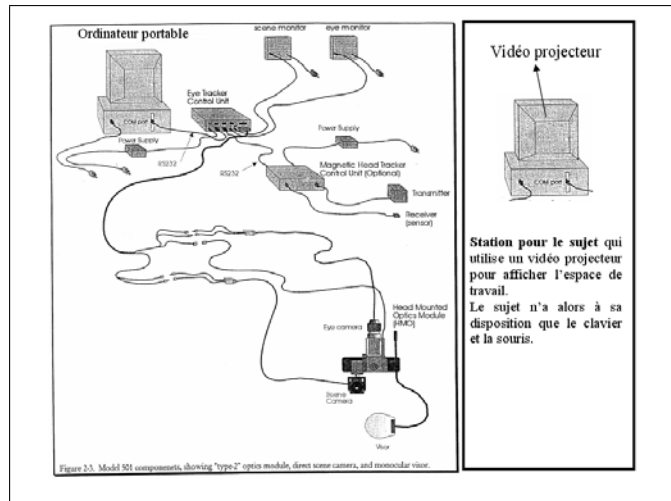 Ordinateur portable
scene monitor
eye monitor
Eye Tracker
Control Unit
COM port
Power Supply
RS232
RS232
Power Supply
Magnetic Head Tracker
Control Unit (Optional)
Transmitter
Receiver
(sensor)
Head Mounted
Optics Module
(HMO)
Eye camera
Scene
Camera
Visor
Figure 2-3. Model 501 componenets, showing "type-2" optics module, direct scene camera, and monocular visor.
Vidéo projecteur
COM port
Station pour le sujet qui
utilise un vidéo projecteur
pour afficher l'espace de
travail.
Le sujet n'a alors à sa
disposition que le clavier
et la souris.